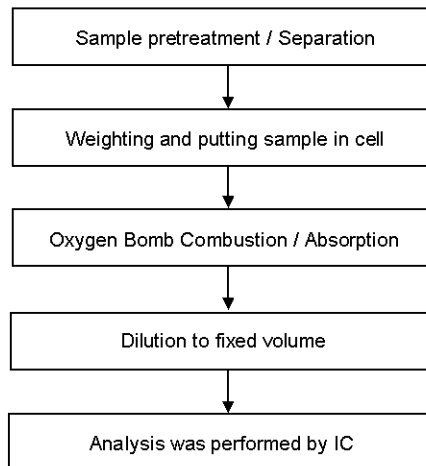 Sample pretreatment / Separation
Weighting and putting sample in cell
Oxygen Bomb Combustion / Absorption
Dilution to fixed volume
Analysis was performed by IC